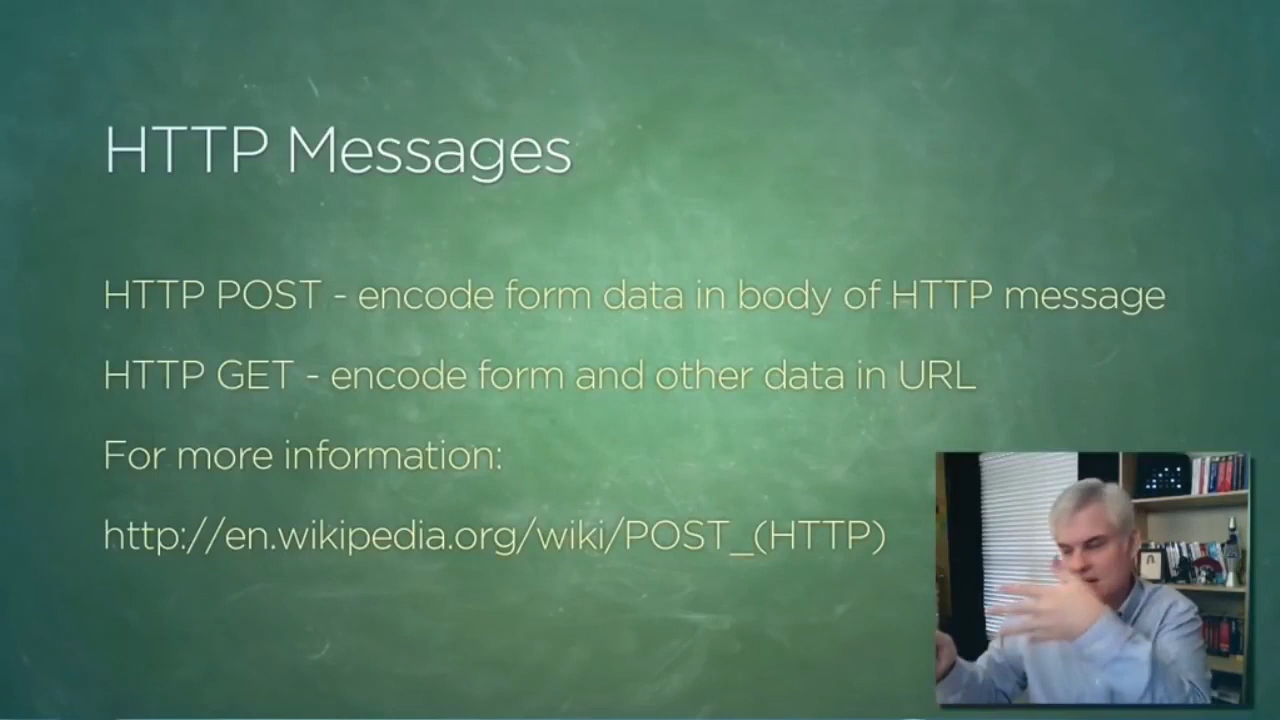 HTTP Messages
HTTP POST - encode form data in body of HTTP message
HTTP GET - encode form and other data in URL
For more information:
http://en.wikipedia.org/wiki/POST_(HTTP)